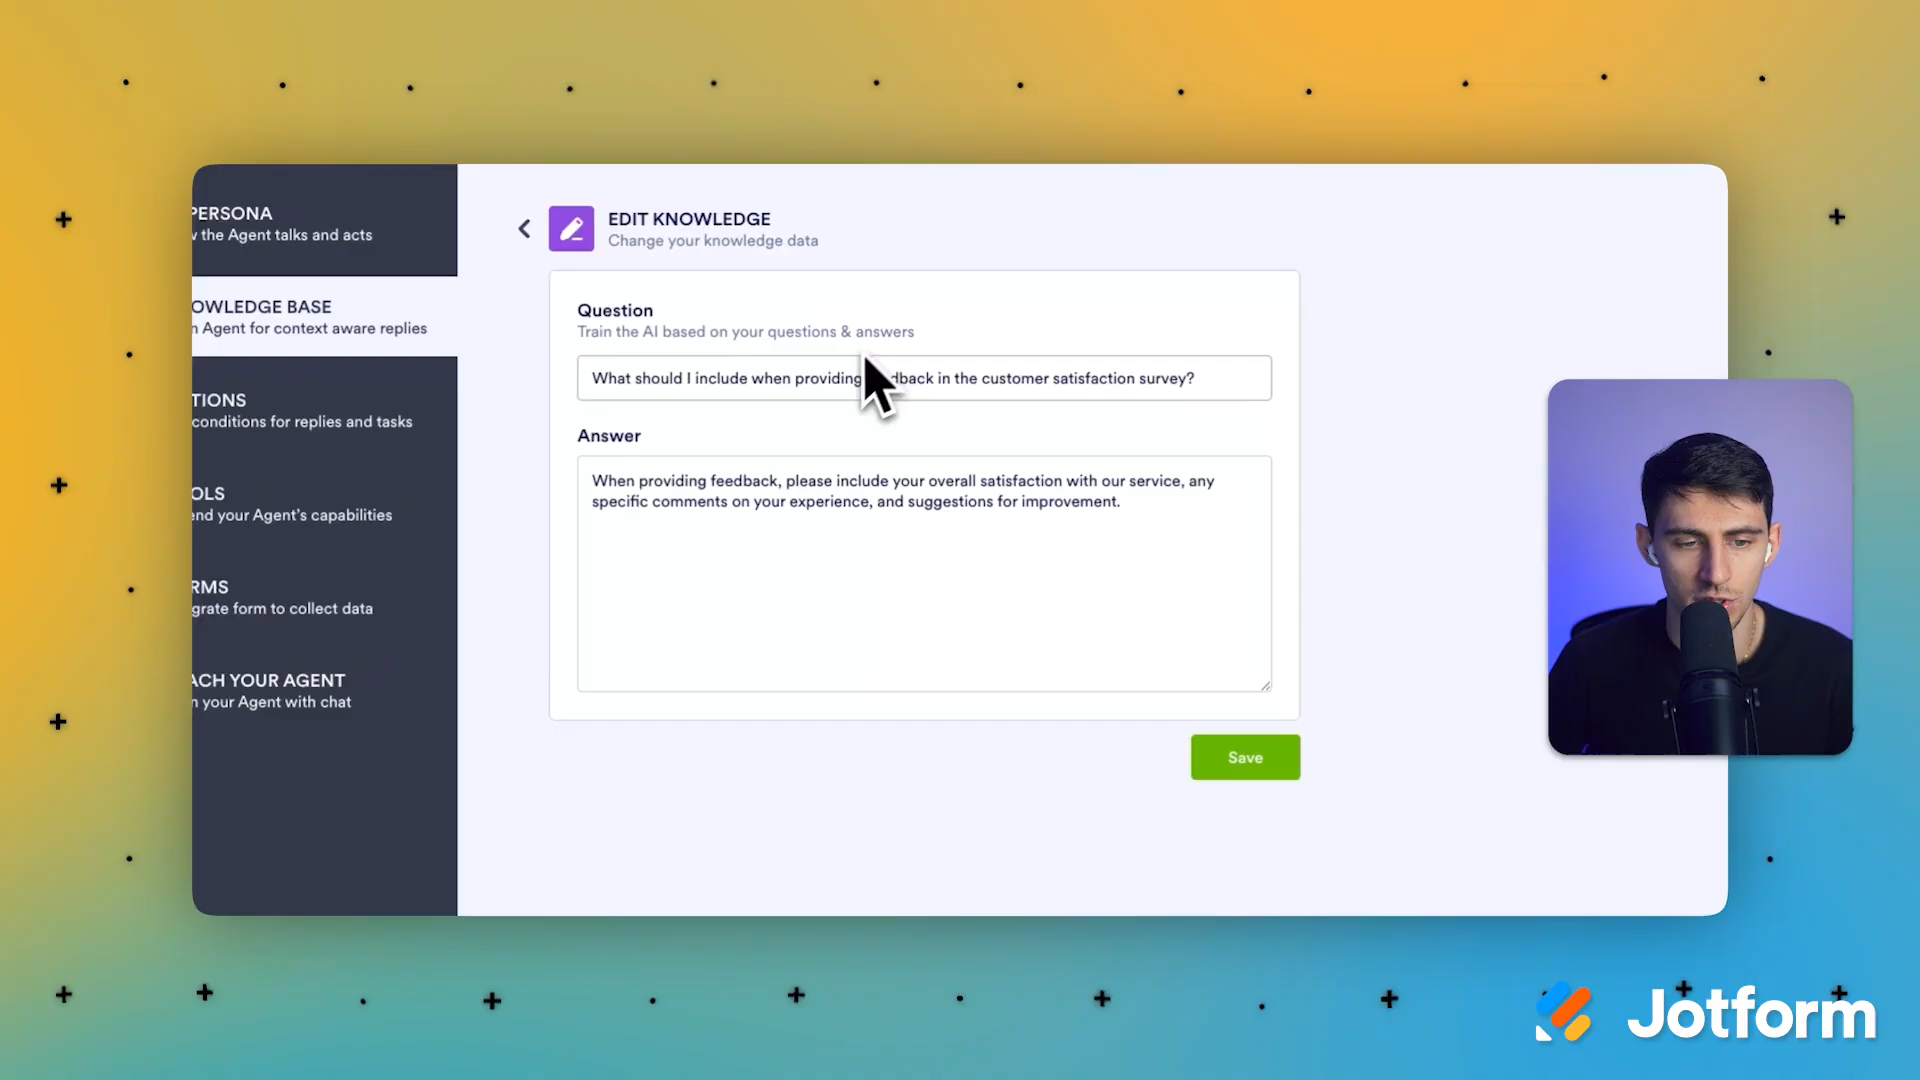 PERSONA
the Agent talks and acts
OWLEDGE BASE
Agent for context aware replies
TIONS
conditions for replies and tasks
OLS
end your Agent's capabilities
RMS
grate form to collect data
ACH YOUR AGENT
your Agent with chat
EDIT KNOWLEDGE
Change your knowledge data
Question
Train the AI based on your questions & answers
What should I include when providing dback in the customer satisfaction survey?
Answer
When providing feedback, please include your overall satisfaction with our service, any
specific comments on your experience, and suggestions for improvement.
Save
Jotform